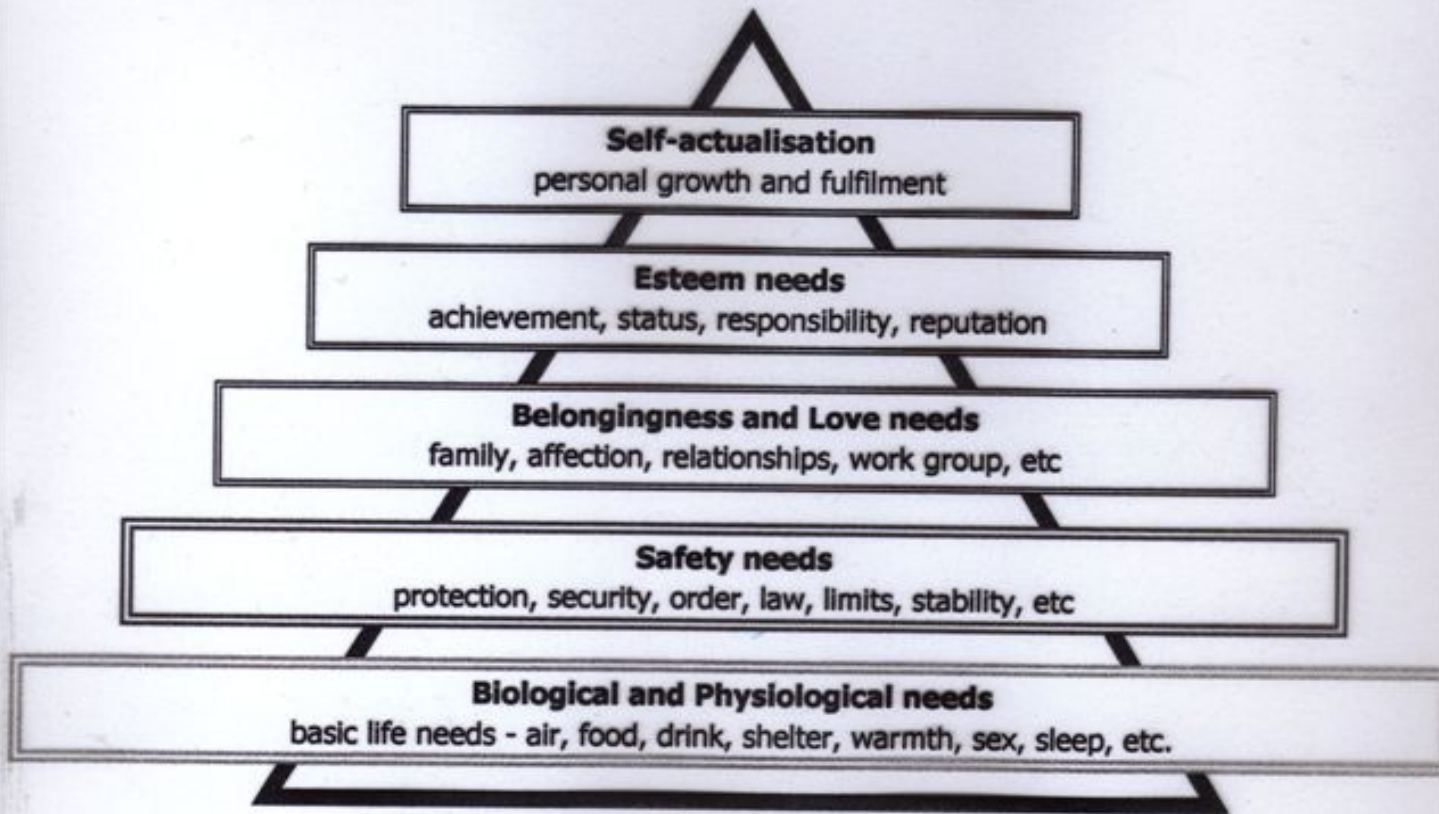 Self-actualisation
personal growth and fulfilment
Esteem needs
achievement, status, responsibility, reputation
Belongingness and Love needs
family, affection, relationships, work group, etc
Safety needs
protection, security, order, law, limits, stability, etc
Biological and Physiological needs
basic life needs - air, food, drink, shelter, warmth, sex, sleep, etc.